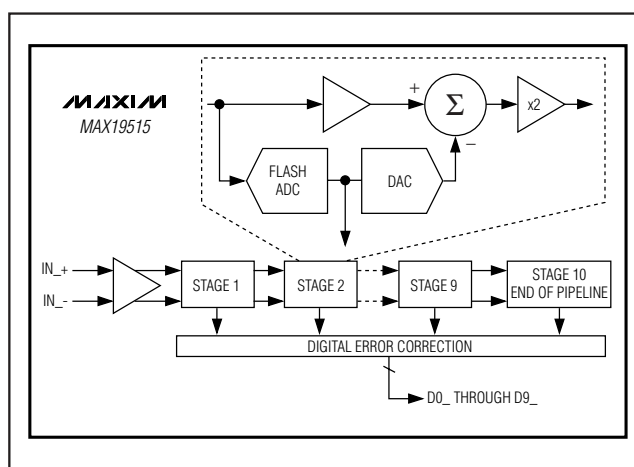 MAXIM
MAX19515
+
Σ
x2
−
FLASH
ADC
DAC
IN_+
IN_-
STAGE 1
STAGE 2
STAGE 9
STAGE 10
END OF PIPELINE
DIGITAL ERROR CORRECTION
D0_ THROUGH D9_